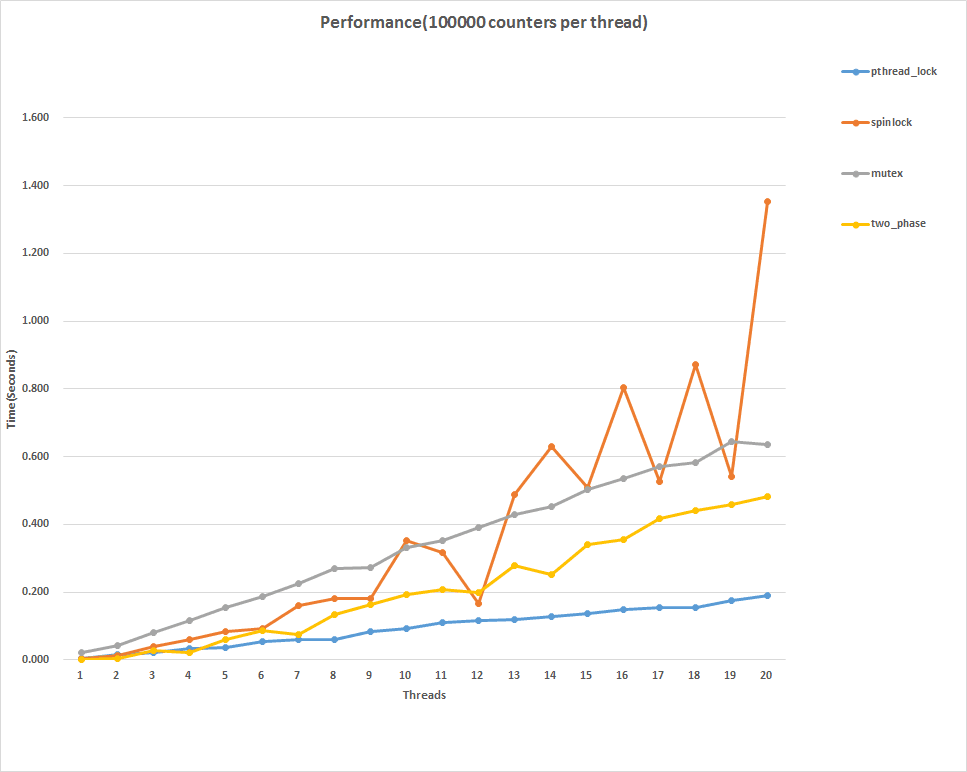 Performance(100000 counters per thread)
pthread_lock
spinlock
mutex
two_phase
1.600
1.400
1.200
1.000
0.800
0.600
0.400
0.200
0.000
Time(Seconds)
1 2 3 4 5 6 7 8 9 10 11 12 13 14 15 16 17 18 19 20
Threads